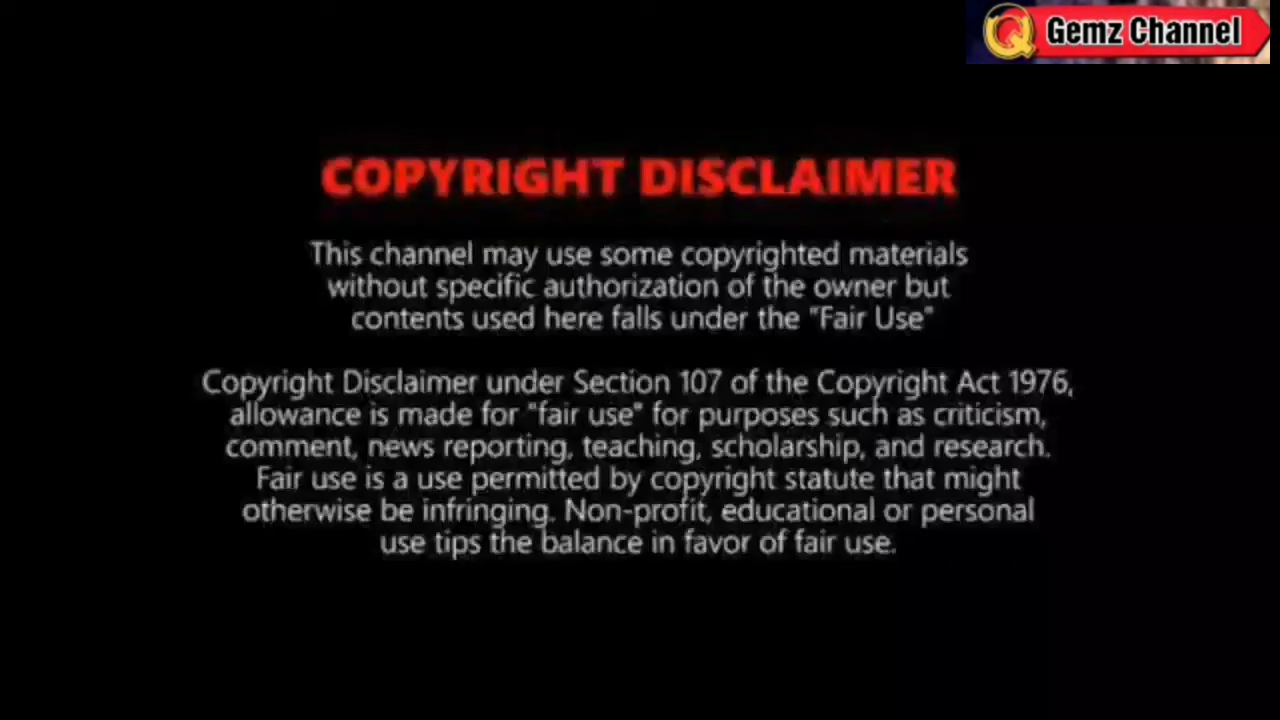 Gemz Channel
COPYRIGHT DISCLAIMER
This channel may use some copyrighted materials
without specific authorization of the owner but
contents used here falls under the "Fair Use"
Copyright Disclaimer under Section 107 of the Copyright Act 1976,
allowance is made for "fair use" for purposes such as criticism,
comment, news reporting, teaching, scholarship, and research.
Fair use is a use permitted by copyright statute that might
otherwise be infringing. Non-profit, educational or personal
use tips the balance in favor of fair use.